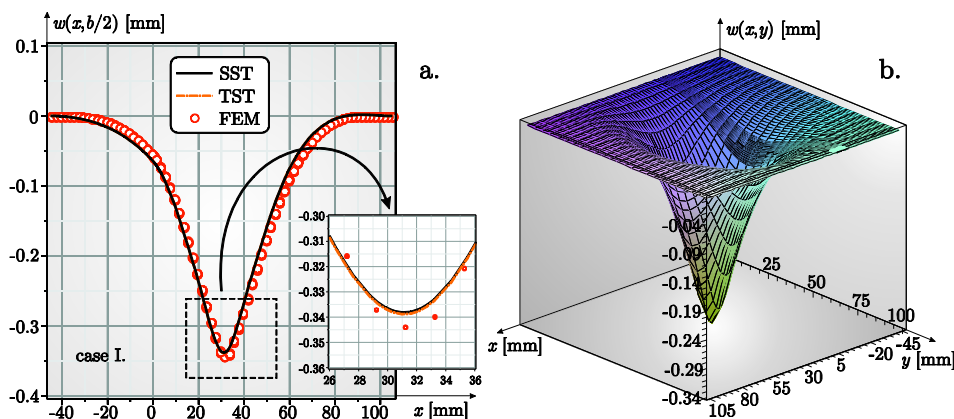 w(x,b/2) [mm]
a.
0.1
0
-0.1
-0.2
-0.3
-0.4
SST
TST
FEM
case I.
-40 -20 0 20 40 60 80 100
x [mm]
-0.30
-0.31
-0.32
-0.33
-0.34
-0.35
-0.36
26 28 30 32 34 36
w(x,y) [mm]
b.
-0.04
-0.09
-0.14
-0.19
-0.24
-0.29
-0.34
25
50
75
100
105 80 55 30 5 -20 -45
x [mm]
y [mm]